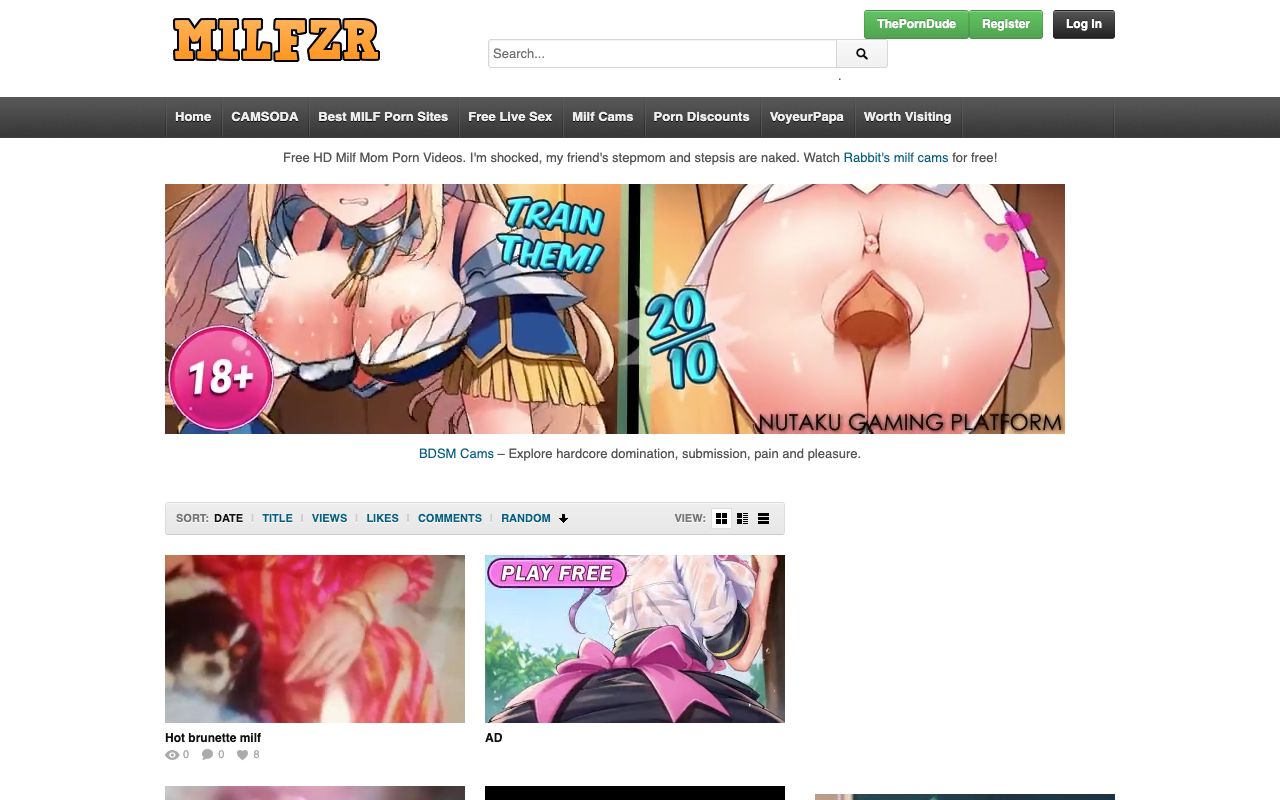 MILFZR
ThePornDude
Register
Log In
Search...
Home
CAMSODA
Best MILF Porn Sites
Free Live Sex
Milf Cams
Porn Discounts
VoyeurPapa
Worth Visiting
Free HD Milf Mom Porn Videos. I'm shocked, my friend's stepmom and stepsis are naked. Watch Rabbit's milf cams for free!
TRAIN
THEM!
18+
20
10
NUTAKU GAMING PLATFORM
BDSM Cams – Explore hardcore domination, submission, pain and pleasure.
SORT: DATE | TITLE | VIEWS | LIKES | COMMENTS | RANDOM
VIEW:
PLAY FREE
Hot brunette milf
0 0 8
AD